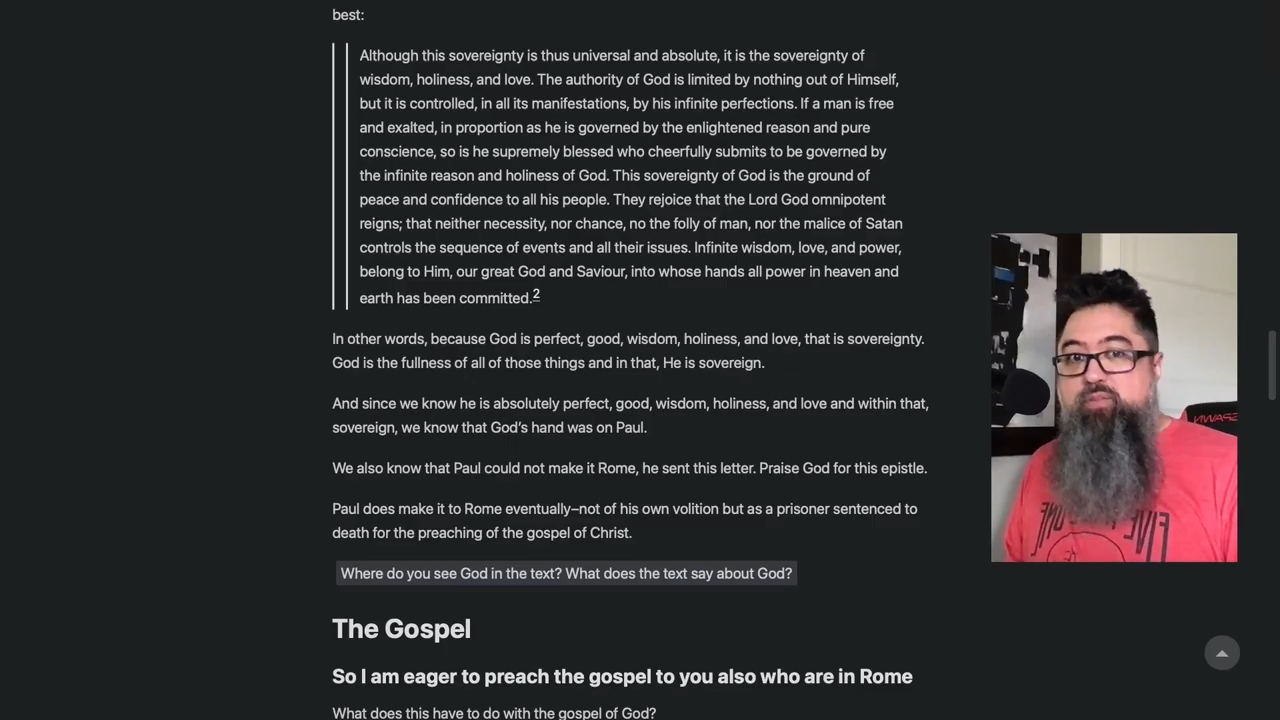 best:
Although this sovereignty is thus universal and absolute, it is the sovereignty of
wisdom, holiness, and love. The authority of God is limited by nothing out of Himself,
but it is controlled, in all its manifestations, by his infinite perfections. If a man is free
and exalted, in proportion as he is governed by the enlightened reason and pure
conscience, so is he supremely blessed who cheerfully submits to be governed by
the infinite reason and holiness of God. This sovereignty of God is the ground of
peace and confidence to all his people. They rejoice that the Lord God omnipotent
reigns; that neither necessity, nor chance, no the folly of man, nor the malice of Satan
controls the sequence of events and all their issues. Infinite wisdom, love, and power,
belong to Him, our great God and Saviour, into whose hands all power in heaven and
earth has been committed.2
In other words, because God is perfect, good, wisdom, holiness, and love, that is sovereignty.
God is the fullness of all of those things and in that, He is sovereign.
And since we know he is absolutely perfect, good, wisdom, holiness, and love and within that,
sovereign, we know that God’s hand was on Paul.
We also know that Paul could not make it Rome, he sent this letter. Praise God for this epistle.
Paul does make it to Rome eventually–not of his own volition but as a prisoner sentenced to
death for the preaching of the gospel of Christ.
Where do you see God in the text? What does the text say about God?
The Gospel
So I am eager to preach the gospel to you also who are in Rome
What does this have to do with the gospel of God?